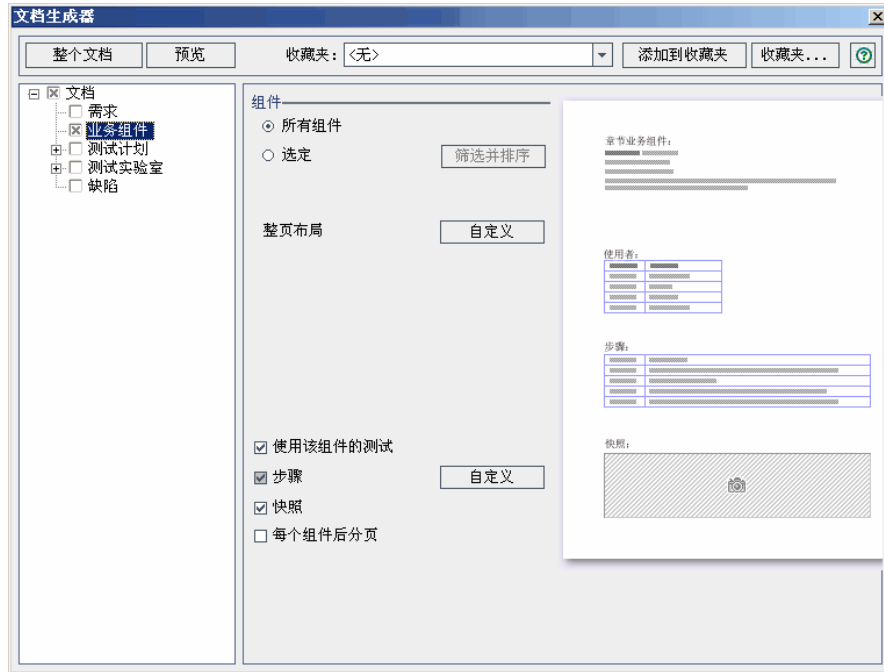 文档生成器
整个文档 预览 收藏夹: <无> 添加到收藏夹 收藏夹...
文档
需求
业务组件
测试计划
测试实验室
缺陷
组件
所有组件
选定 筛选并排序
整页布局 自定义
使用该组件的测试
步骤 自定义
快照
每个组件后分页
章节业务组件:
使用者:
步骤:
快照: